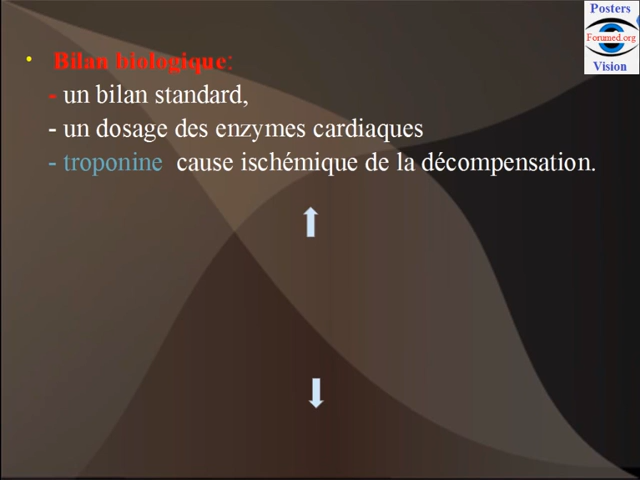 Posters
Forumed.org
Vision
• Bilan biologique:
- un bilan standard,
- un dosage des enzymes cardiaques
- troponine cause ischémique de la décompensation.